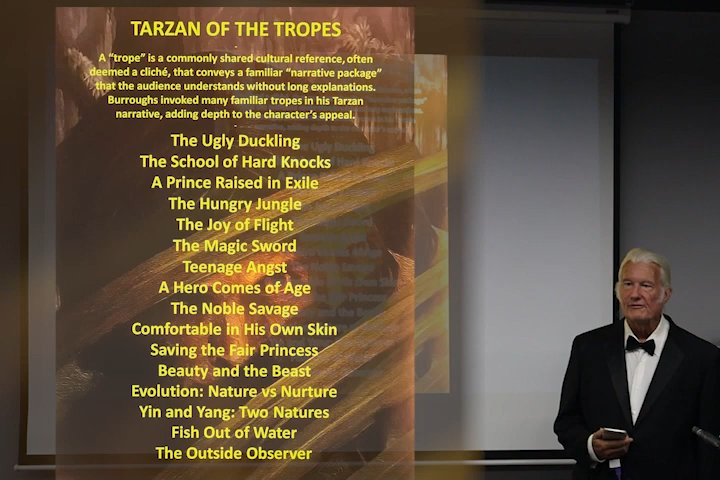 TARZAN OF THE TROPES
A “trope” is a commonly shared cultural reference, often
deemed a cliché, that conveys a familiar “narrative package”
that the audience understands without long explanations.
Burroughs invoked many familiar tropes in his Tarzan
narrative, adding depth to the character’s appeal.
The Ugly Duckling
The School of Hard Knocks
A Prince Raised in Exile
The Hungry Jungle
The Joy of Flight
The Magic Sword
Teenage Angst
A Hero Comes of Age
The Noble Savage
Comfortable in His Own Skin
Saving the Fair Princess
Beauty and the Beast
Evolution: Nature vs Nurture
Yin and Yang: Two Natures
Fish Out of Water
The Outside Observer